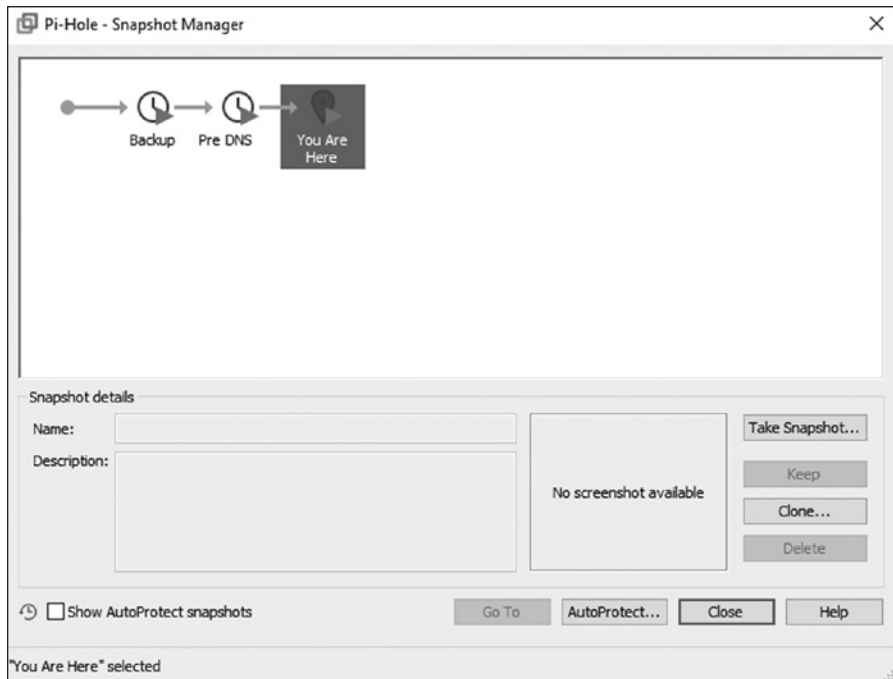 Pi-Hole - Snapshot Manager
Backup
Pre DNS
You Are
Here
Snapshot details
Name:
Description:
No screenshot available
Take Snapshot...
Keep
Clone...
Delete
Show AutoProtect snapshots
Go To
AutoProtect...
Close
Help
"You Are Here" selected